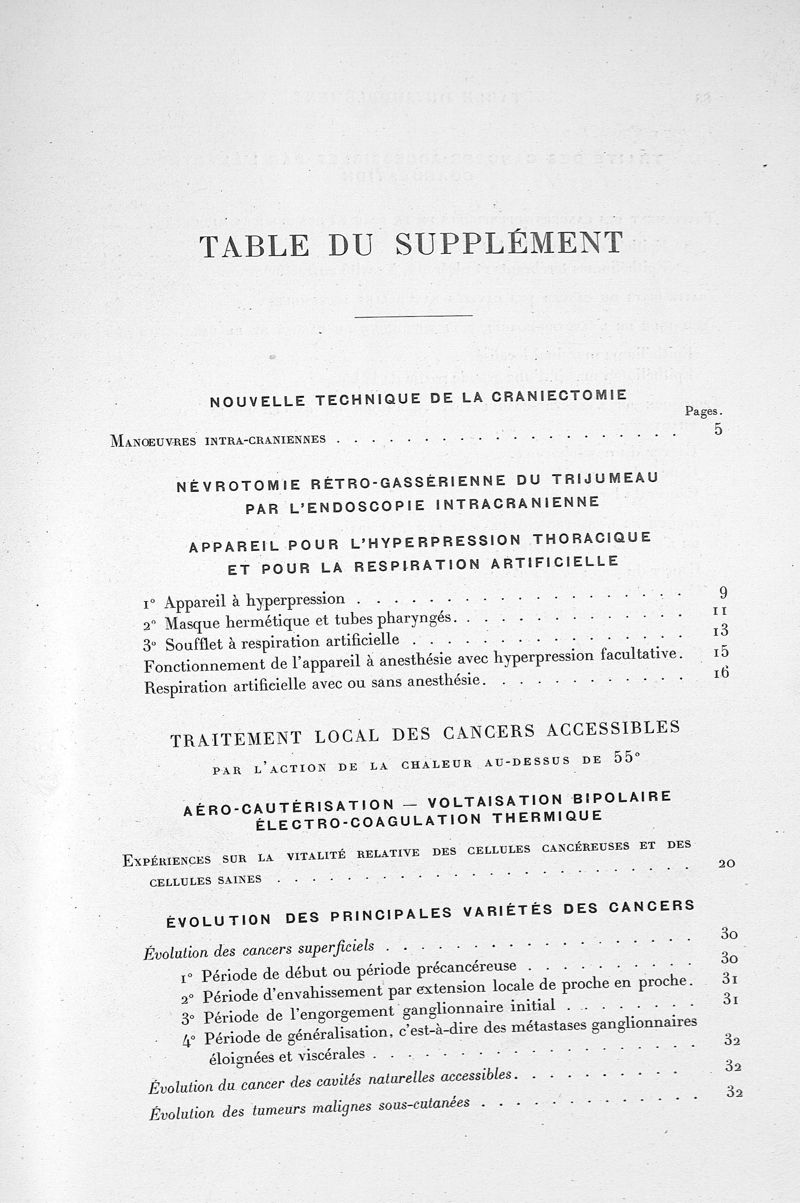 TABLE DU SUPPLÉMENT
NOUVELLE TECHNIQUE DE LA CRANIECTOMIE
Pages.
MANŒUVRES INTRA-CRANIENNES . . . . . . . . . . . . . . . . . . . 5
NÉVROTOMIE RÉTRO-GASSÉRIENNE DU TRIJUMEAU
PAR L'ENDOSCOPIE INTRACRANIENNE
APPAREIL POUR L'HYPERPRESSION THORACIQUE
ET POUR LA RESPIRATION ARTIFICIELLE
1° Appareil à hyperpression . . . . . . . . . . . . . . . . . . 9
2° Masque hermétique et tubes pharyngés. . . . . . . . . . . . . 11
3° Soufflet à respiration artificielle . . . . . . . . . . . . . . . 13
Fonctionnement de l'appareil à anesthésie avec hyperpression facultative. 15
Respiration artificielle avec ou sans anesthésie. . . . . . . . . . . 16
TRAITEMENT LOCAL DES CANCERS ACCESSIBLES
PAR L'ACTION DE LA CHALEUR AU-DESSUS DE 55°
AÉRO-CAUTÉRISATION — VOLTAISATION BIPOLAIRE
ÉLECTRO-COAGULATION THERMIQUE
EXPÉRIENCES SUR LA VITALITÉ RELATIVE DES CELLULES CANCÉREUSES ET DES
CELLULES SAINES . . . . . . . . . . . . . . . . . . . . . . 20
ÉVOLUTION DES PRINCIPALES VARIÉTÉS DES CANCERS
Évolution des cancers superficiels . . . . . . . . . . . . . . . . 30
1° Période de début ou période précancéreuse . . . . . . . . . 30
2° Période d'envahissement par extension locale de proche en proche. 31
3° Période de l'engorgement ganglionnaire initial . . . . . . . 31
4° Période de généralisation, c'est-à-dire des métastases ganglionnaires
éloignées et viscérales . . . . . . . . . . . . . . . . . 32
Évolution du cancer des cavités naturelles accessibles. . . . . . . . . 32
Évolution des tumeurs malignes sous-cutanées . . . . . . . . . . . . 32